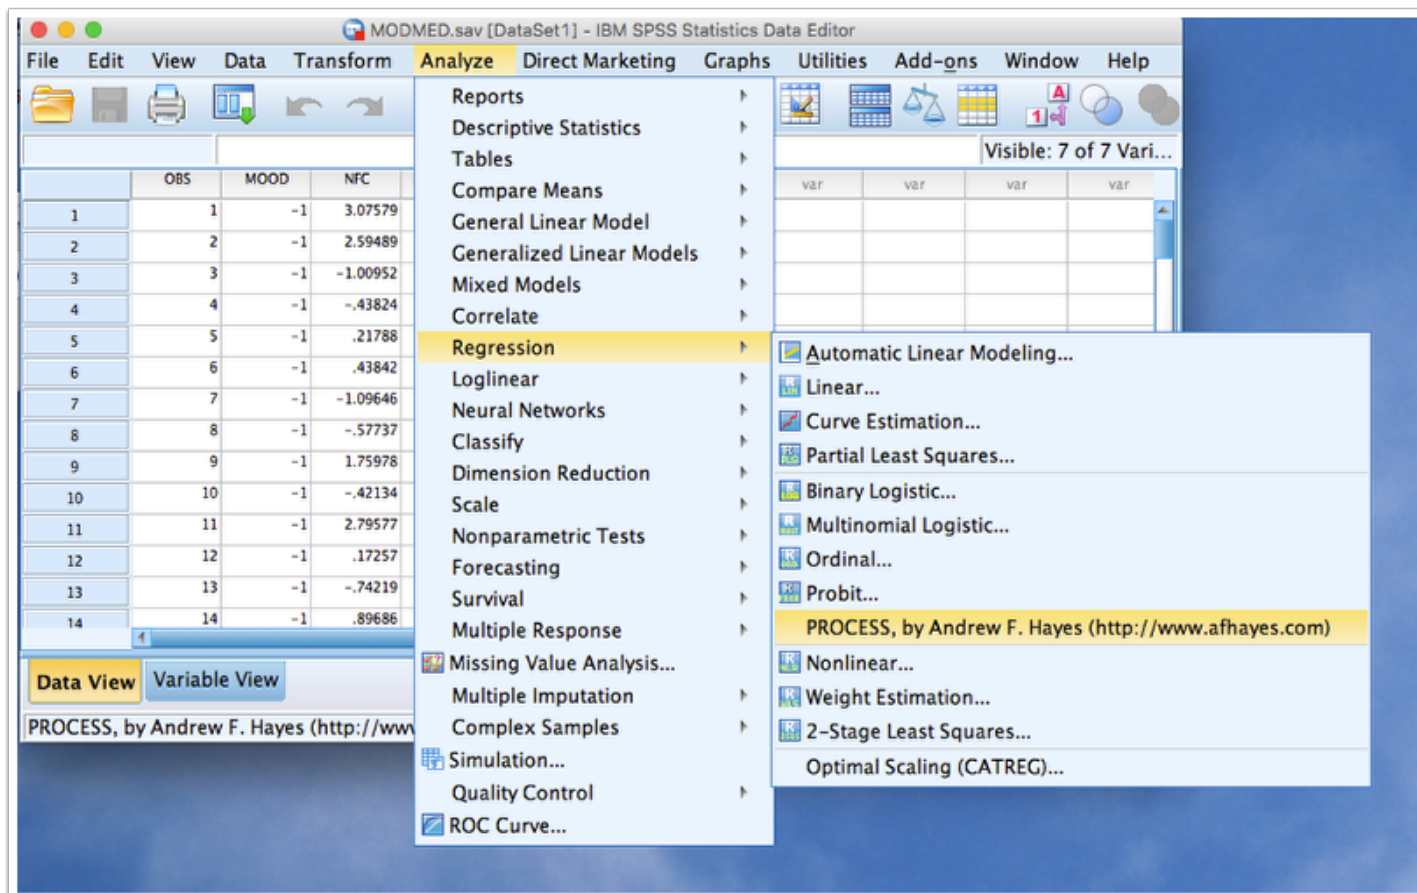 MODMED.sav [DataSet1] - IBM SPSS Statistics Data Editor
File Edit View Data Transform Analyze Direct Marketing Graphs Utilities Add-ons Window Help
A
1
Visible: 7 of 7 Vari...
OBS MOOD NFC var var var var
1 1 -1 3.07579
2 2 -1 2.59489
3 3 -1 -1.00952
4 4 -1 -.43824
5 5 -1 .21788
6 6 -1 .43842
7 7 -1 -1.09646
8 8 -1 -.57737
9 9 -1 1.75978
10 10 -1 -.42134
11 11 -1 2.79577
12 12 -1 .17257
13 13 -1 -.74219
14 14 -1 .89686
Data View Variable View
PROCESS, by Andrew F. Hayes (http://www
Reports
Descriptive Statistics
Tables
Compare Means
General Linear Model
Generalized Linear Models
Mixed Models
Correlate
Regression
Loglinear
Neural Networks
Classify
Dimension Reduction
Scale
Nonparametric Tests
Forecasting
Survival
Multiple Response
Missing Value Analysis...
Multiple Imputation
Complex Samples
Simulation...
Quality Control
ROC Curve...
Automatic Linear Modeling...
Linear...
Curve Estimation...
Partial Least Squares...
Binary Logistic...
Multinomial Logistic...
Ordinal...
Probit...
PROCESS, by Andrew F. Hayes (http://www.afhayes.com)
Nonlinear...
Weight Estimation...
2-Stage Least Squares...
Optimal Scaling (CATREG)...